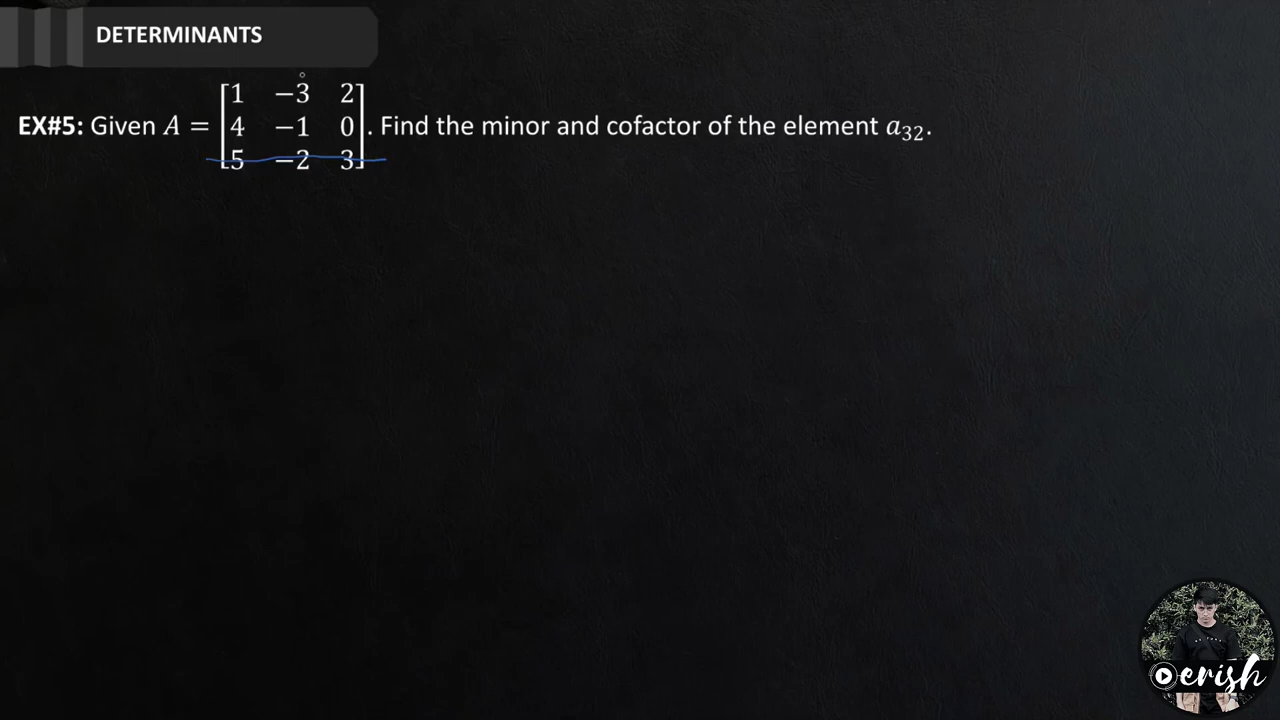 DETERMINANTS
EX#5: Given A = [1 −3 2
4 −1 0
5 −2 3]. Find the minor and cofactor of the element a₃₂.
erish